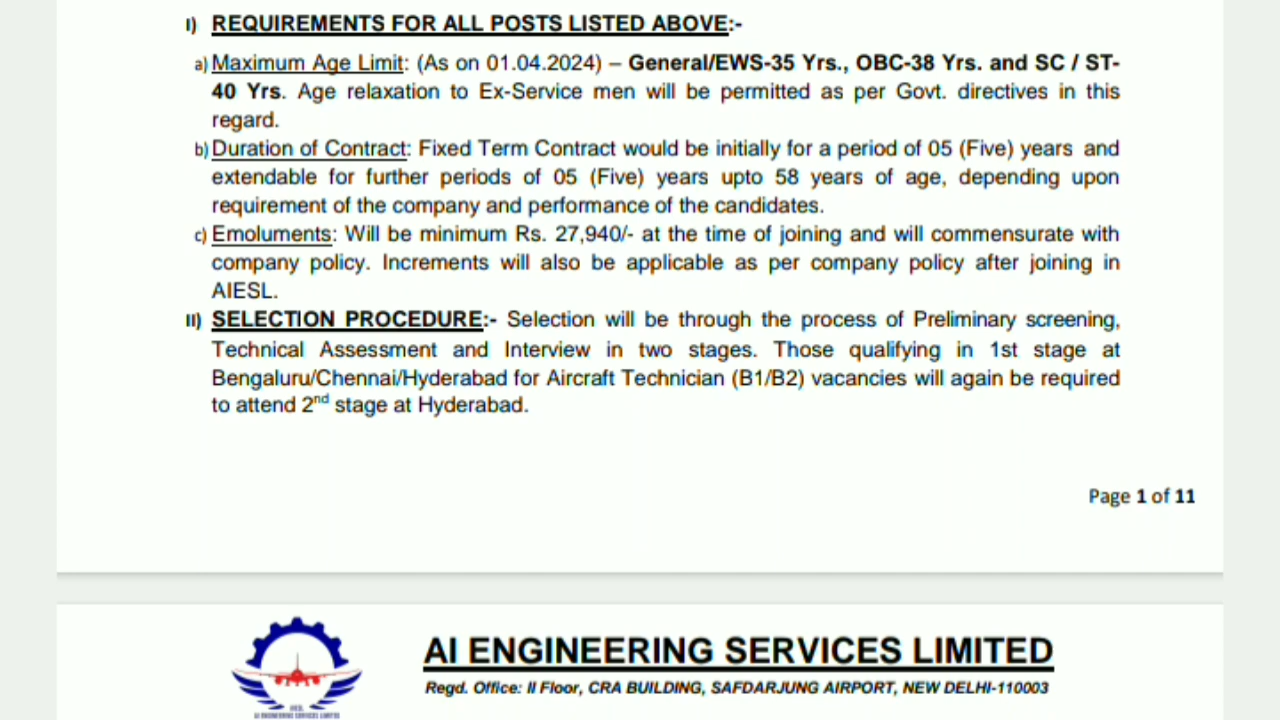 I) REQUIREMENTS FOR ALL POSTS LISTED ABOVE:-
a) Maximum Age Limit: (As on 01.04.2024) – General/EWS-35 Yrs., OBC-38 Yrs. and SC / ST-
40 Yrs. Age relaxation to Ex-Service men will be permitted as per Govt. directives in this
regard.
b) Duration of Contract: Fixed Term Contract would be initially for a period of 05 (Five) years and
extendable for further periods of 05 (Five) years upto 58 years of age, depending upon
requirement of the company and performance of the candidates.
c) Emoluments: Will be minimum Rs. 27,940/- at the time of joining and will commensurate with
company policy. Increments will also be applicable as per company policy after joining in
AIESL.
II) SELECTION PROCEDURE:- Selection will be through the process of Preliminary screening,
Technical Assessment and Interview in two stages. Those qualifying in 1st stage at
Bengaluru/Chennai/Hyderabad for Aircraft Technician (B1/B2) vacancies will again be required
to attend 2nd stage at Hyderabad.
Page 1 of 11
AI ENGINEERING SERVICES LIMITED
Regd. Office: II Floor, CRA BUILDING, SAFDARJUNG AIRPORT, NEW DELHI-110003
AIESL
AI ENGINEERING SERVICES LIMITED